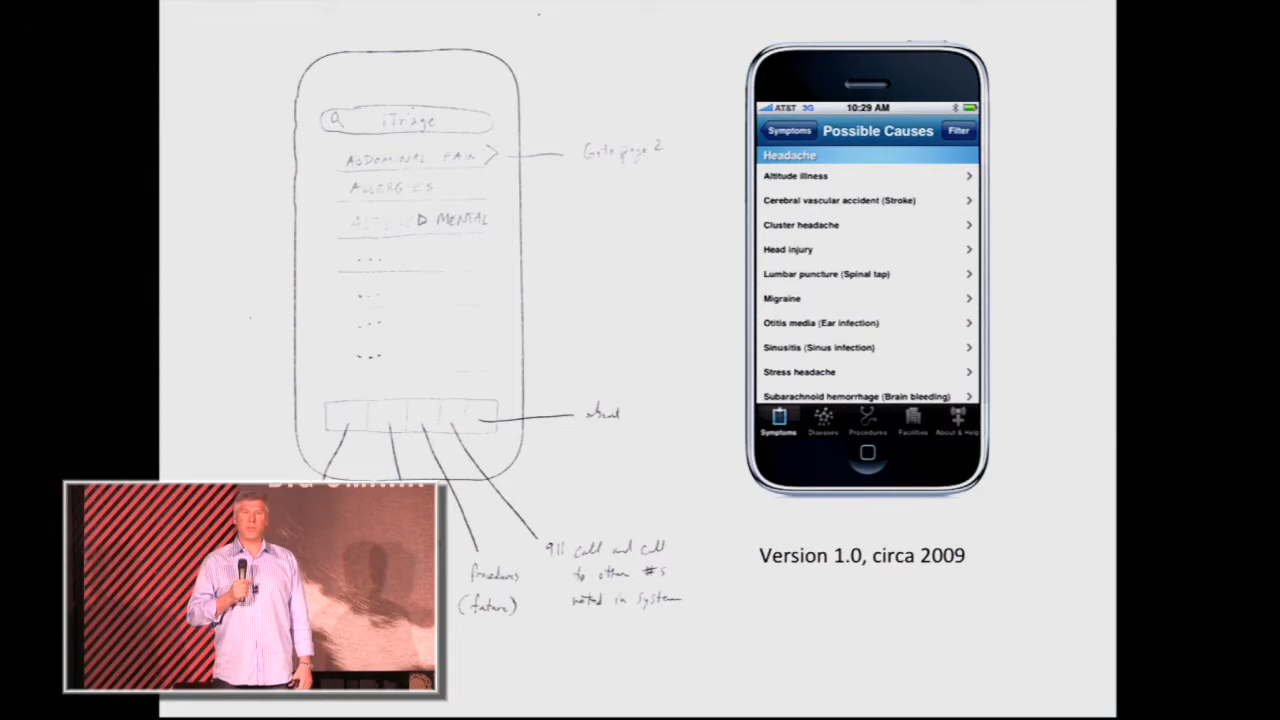 iTriage
ABDOMINAL PAIN
Go to page 2
ALLERGIES
ALTERED MENTAL
...
...
...
...
about
911 call and call
Procedures to other #s
(future) noted in system
AT&T 3G 10:29 AM
Symptoms Possible Causes Filter
Headache
Altitude illness
Cerebral vascular accident (Stroke)
Cluster headache
Head injury
Lumbar puncture (Spinal tap)
Migraine
Otitis media (Ear infection)
Sinusitis (Sinus infection)
Stress headache
Subarachnoid hemorrhage (Brain bleeding)
Symptoms Diseases Procedures Facilities About & Help
Version 1.0, circa 2009